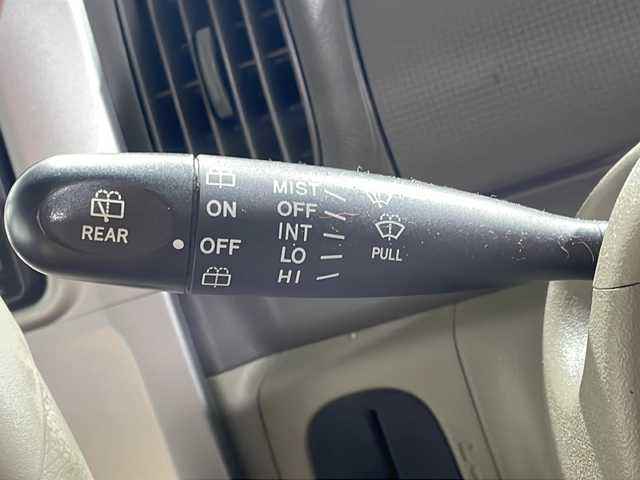 REAR
ON
OFF
MIST
OFF
INT
LO
HI
PULL